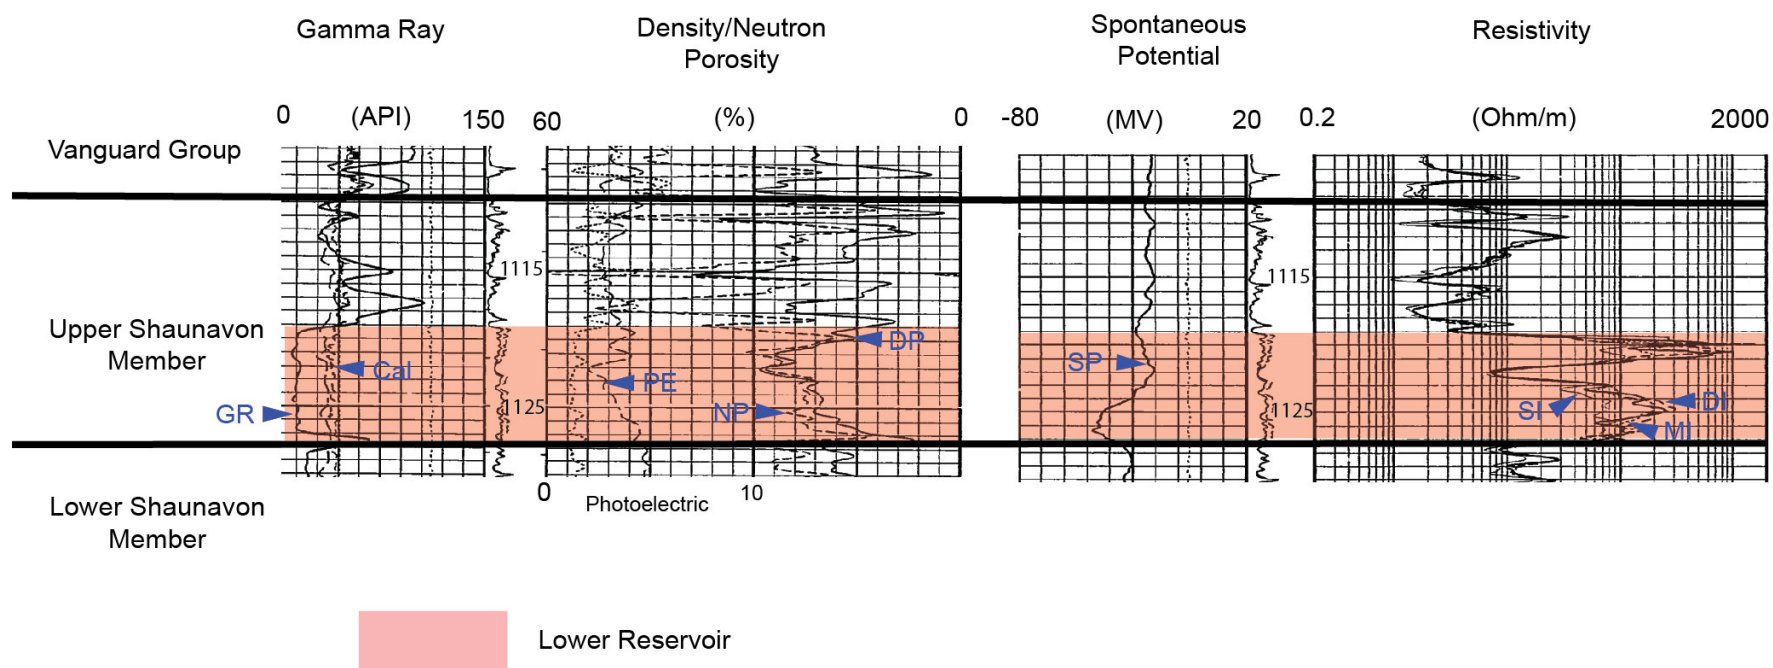 Gamma Ray
Density/Neutron
Porosity
Spontaneous
Potential
Resistivity
0 (API) 150
60 (%) 0
-80 (MV) 20
0.2 (Ohm/m) 2000
Vanguard Group
Upper Shaunavon
Member
Lower Shaunavon
Member
1115
1115
1125
1125
GR
Cal
PE
DP
NP
SP
SI
DI
MI
0 10
Photoelectric
Lower Reservoir